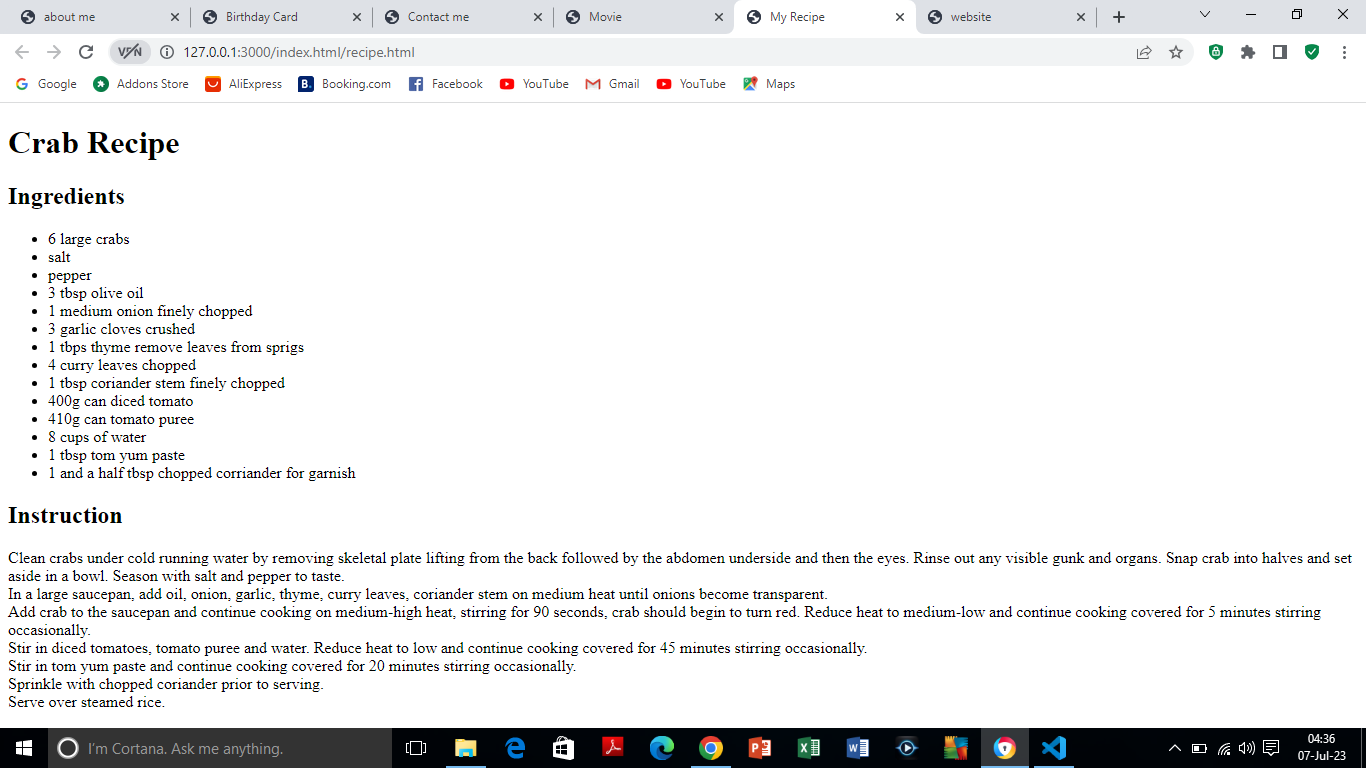 about me
Birthday Card
Contact me
Movie
My Recipe
website
VPN
127.0.0.1:3000/index.html/recipe.html
Google
Addons Store
AliExpress
B. Booking.com
Facebook
YouTube
Gmail
YouTube
Maps
Crab Recipe
Ingredients
6 large crabs
salt
pepper
3 tbsp olive oil
1 medium onion finely chopped
3 garlic cloves crushed
1 tbps thyme remove leaves from sprigs
4 curry leaves chopped
1 tbsp coriander stem finely chopped
400g can diced tomato
410g can tomato puree
8 cups of water
1 tbsp tom yum paste
1 and a half tbsp chopped corriander for garnish
Instruction
Clean crabs under cold running water by removing skeletal plate lifting from the back followed by the abdomen underside and then the eyes. Rinse out any visible gunk and organs. Snap crab into halves and set
aside in a bowl. Season with salt and pepper to taste.
In a large saucepan, add oil, onion, garlic, thyme, curry leaves, coriander stem on medium heat until onions become transparent.
Add crab to the saucepan and continue cooking on medium-high heat, stirring for 90 seconds, crab should begin to turn red. Reduce heat to medium-low and continue cooking covered for 5 minutes stirring
occasionally.
Stir in diced tomatoes, tomato puree and water. Reduce heat to low and continue cooking covered for 45 minutes stirring occasionally.
Stir in tom yum paste and continue cooking covered for 20 minutes stirring occasionally.
Sprinkle with chopped coriander prior to serving.
Serve over steamed rice.
I'm Cortana. Ask me anything.
04:36
07-Jul-23